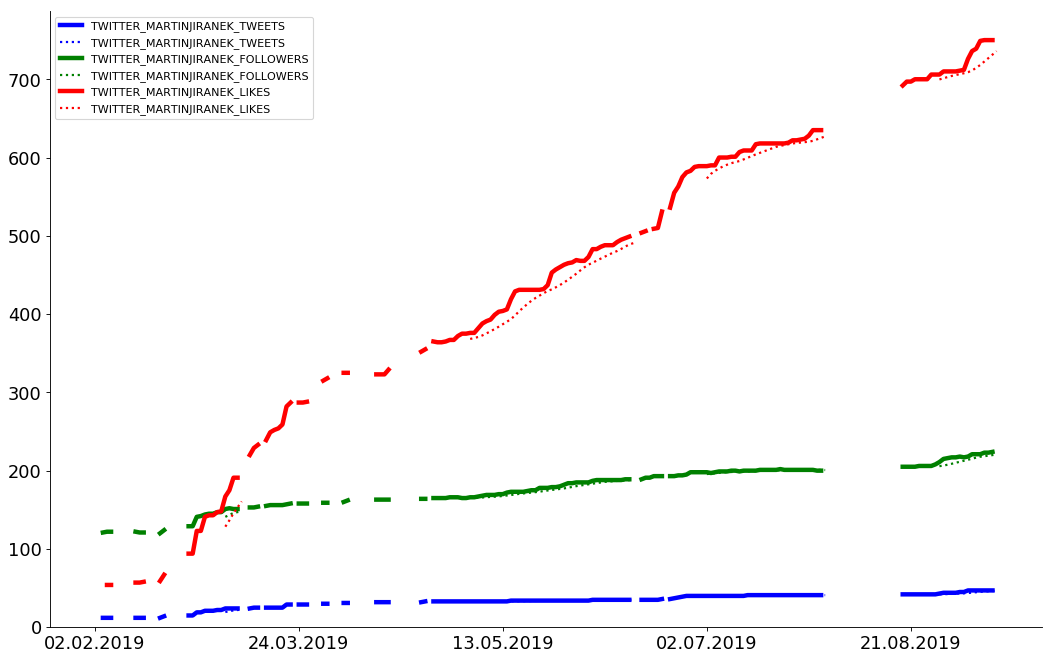 TWITTER_MARTINJIRANEK_TWEETS
TWITTER_MARTINJIRANEK_TWEETS
TWITTER_MARTINJIRANEK_FOLLOWERS
TWITTER_MARTINJIRANEK_FOLLOWERS
TWITTER_MARTINJIRANEK_LIKES
TWITTER_MARTINJIRANEK_LIKES
700
600
500
400
300
200
100
0
02.02.2019 24.03.2019 13.05.2019 02.07.2019 21.08.2019